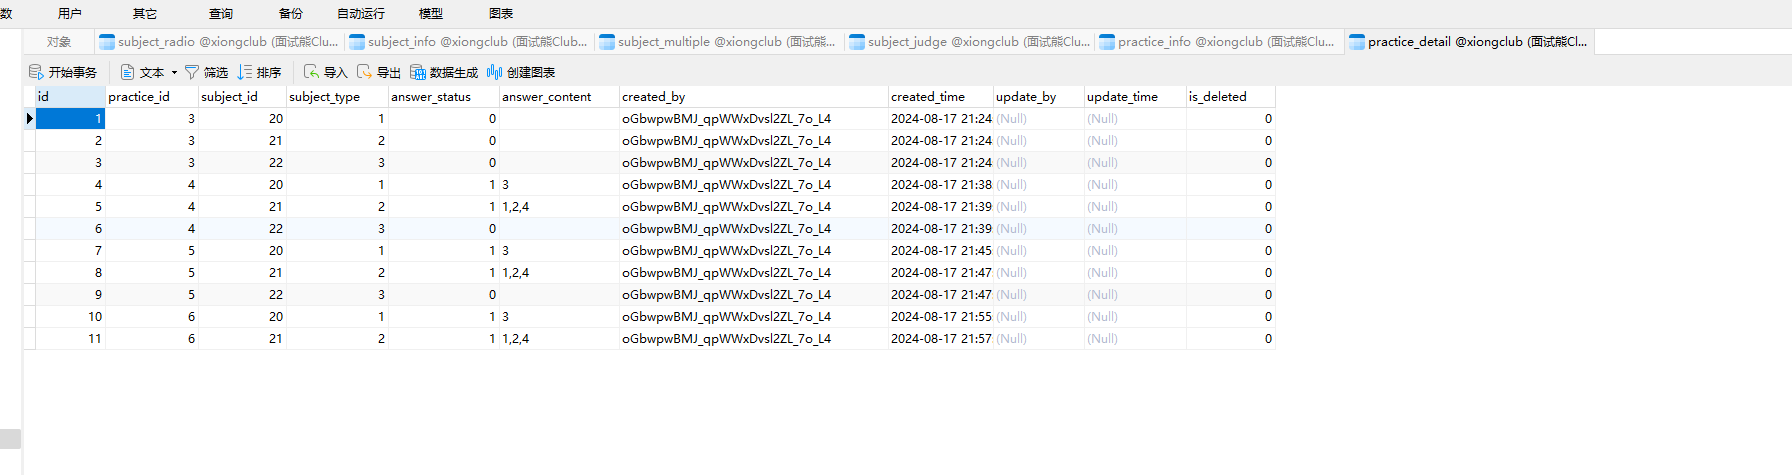 数 用户 其它 查询 备份 自动运行 模型 图表
对象 subject_radio @xiongclub (面试熊Clu... subject_info @xiongclub (面试熊Club... subject_multiple @xiongclub (面试熊... subject_judge @xiongclub (面试熊Cl... practice_info @xiongclub (面试熊Clu... practice_detail @xiongclub (面试熊Cl...
开始事务 文本 筛选 排序 导入 导出 数据生成 创建图表
id practice_id subject_id subject_type answer_status answer_content created_by created_time update_by update_time is_deleted
1 3 20 1 0 oGbwpwBMJ_qpWWxDvsl2ZL_7o_L4 2024-08-17 21:24 (Null) (Null) 0
2 3 21 2 0 oGbwpwBMJ_qpWWxDvsl2ZL_7o_L4 2024-08-17 21:24 (Null) (Null) 0
3 3 22 3 0 oGbwpwBMJ_qpWWxDvsl2ZL_7o_L4 2024-08-17 21:24 (Null) (Null) 0
4 4 20 1 1 3 oGbwpwBMJ_qpWWxDvsl2ZL_7o_L4 2024-08-17 21:38 (Null) (Null) 0
5 4 21 2 1 1,2,4 oGbwpwBMJ_qpWWxDvsl2ZL_7o_L4 2024-08-17 21:39 (Null) (Null) 0
6 4 22 3 0 oGbwpwBMJ_qpWWxDvsl2ZL_7o_L4 2024-08-17 21:39 (Null) (Null) 0
7 5 20 1 1 3 oGbwpwBMJ_qpWWxDvsl2ZL_7o_L4 2024-08-17 21:45 (Null) (Null) 0
8 5 21 2 1 1,2,4 oGbwpwBMJ_qpWWxDvsl2ZL_7o_L4 2024-08-17 21:47 (Null) (Null) 0
9 5 22 3 0 oGbwpwBMJ_qpWWxDvsl2ZL_7o_L4 2024-08-17 21:47 (Null) (Null) 0
10 6 20 1 1 3 oGbwpwBMJ_qpWWxDvsl2ZL_7o_L4 2024-08-17 21:55 (Null) (Null) 0
11 6 21 2 1 1,2,4 oGbwpwBMJ_qpWWxDvsl2ZL_7o_L4 2024-08-17 21:57 (Null) (Null) 0